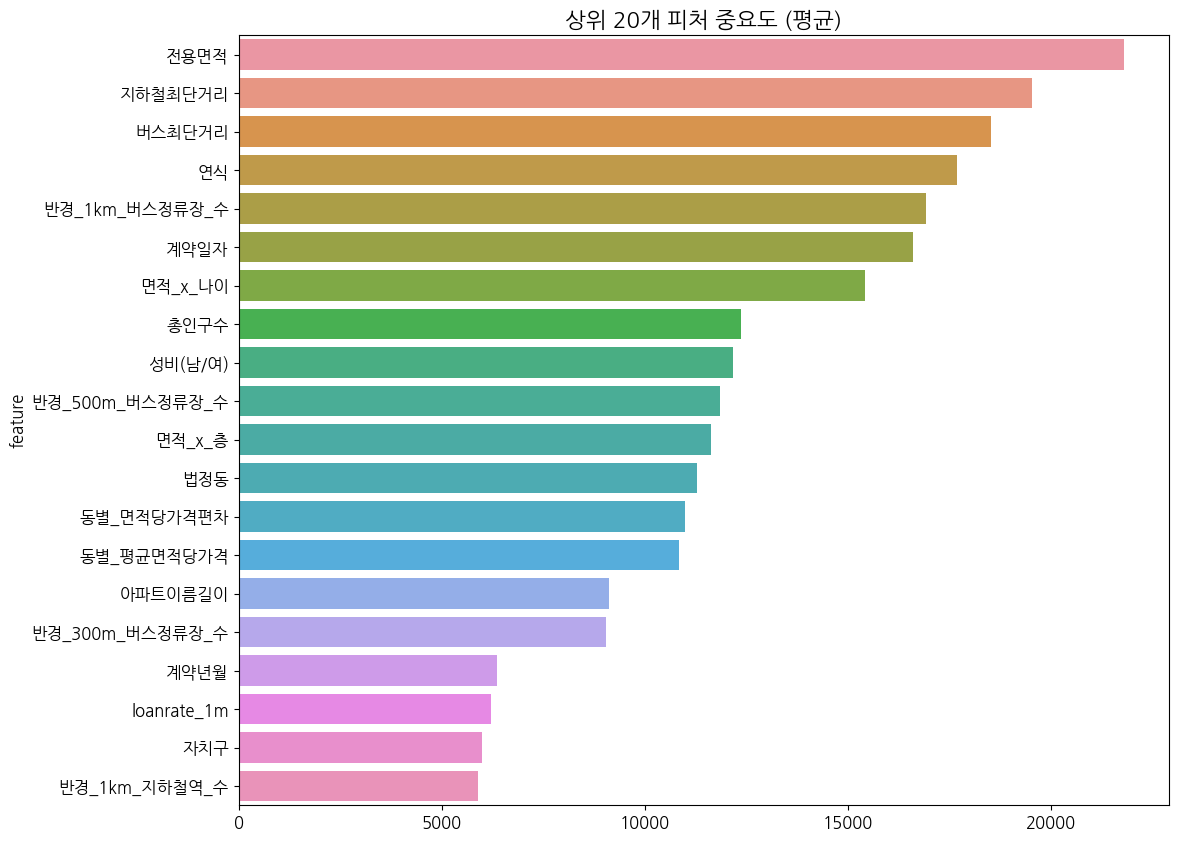 상위 20개 피처 중요도 (평균)
feature
전용면적
지하철최단거리
버스최단거리
연식
반경_1km_버스정류장_수
계약일자
면적_x_나이
총인구수
성비(남/여)
반경_500m_버스정류장_수
면적_x_층
법정동
동별_면적당가격편차
동별_평균면적당가격
아파트이름길이
반경_300m_버스정류장_수
계약년월
loanrate_1m
자치구
반경_1km_지하철역_수
0 5000 10000 15000 20000